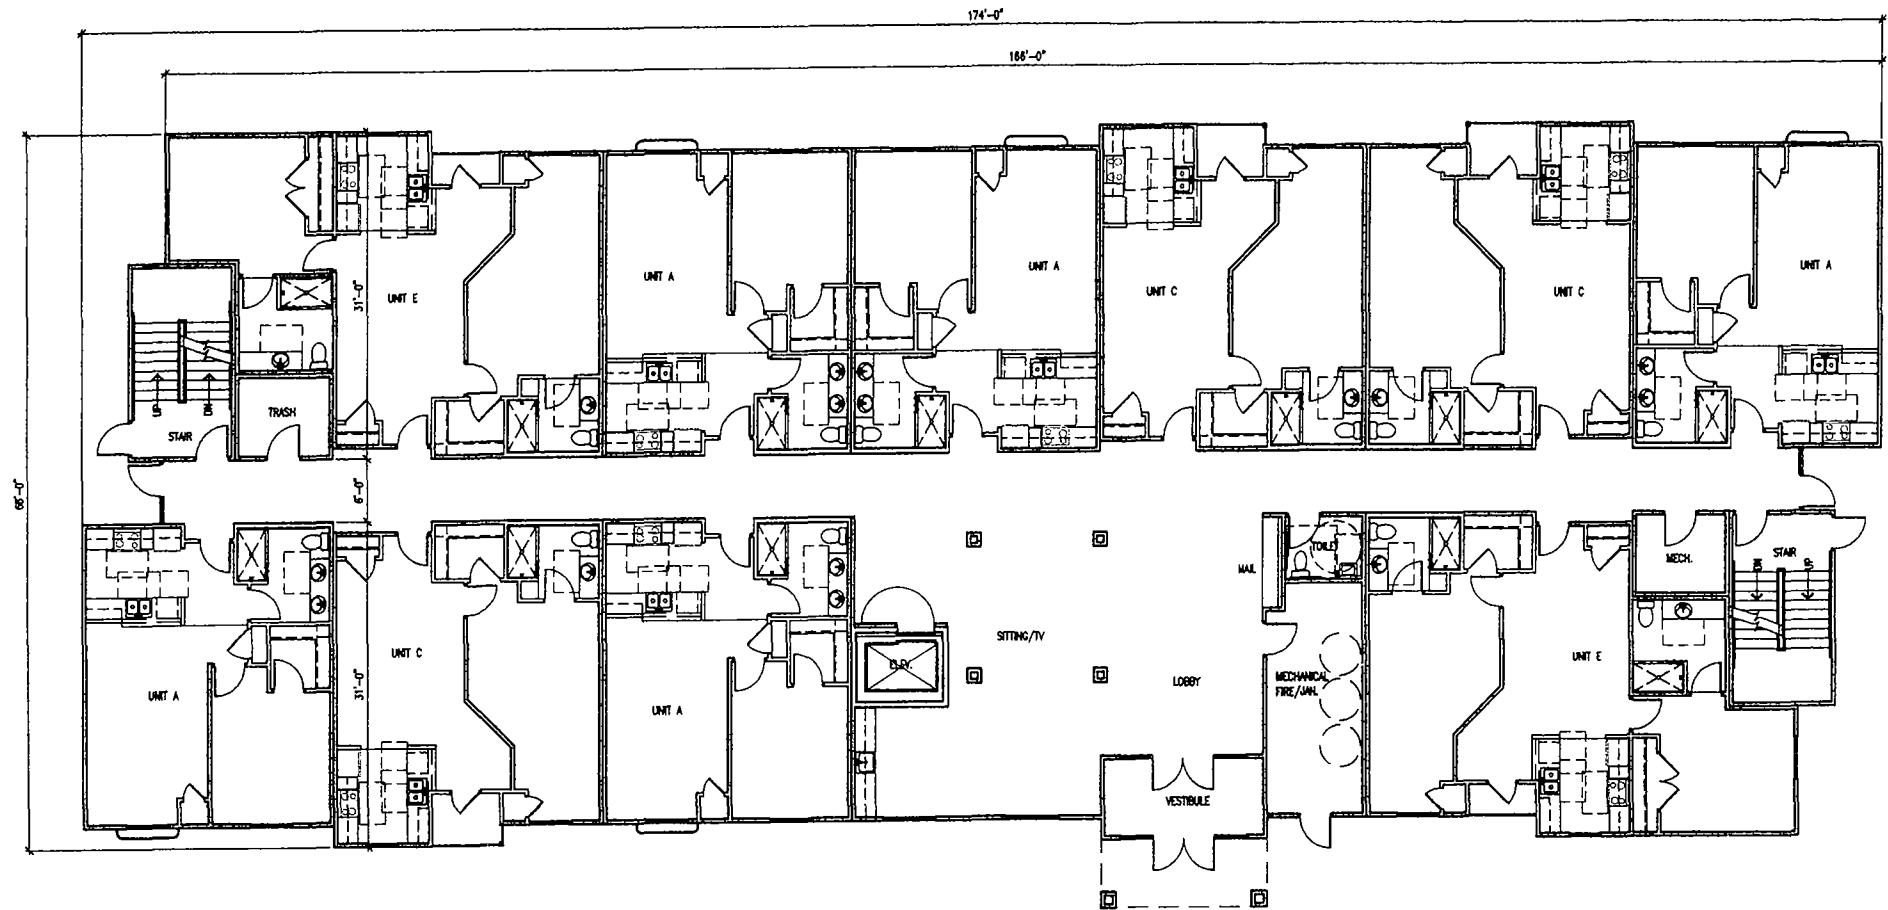 174'-0"
166'-0"
UNIT A
UNIT A
UNIT A
UNIT E
31'-0"
UNIT C
UNIT C
UP
DN
TRASH
STAIR
68'-0"
6'-0"
TOILET
MAIL
MECH.
STAIR
DN
UP
SITTING/TV
UNIT C
ELEV.
UNIT E
UNIT A
31'-0"
UNIT A
LOBBY
MECHANICAL
FIRE/JAN.
VESTIBULE